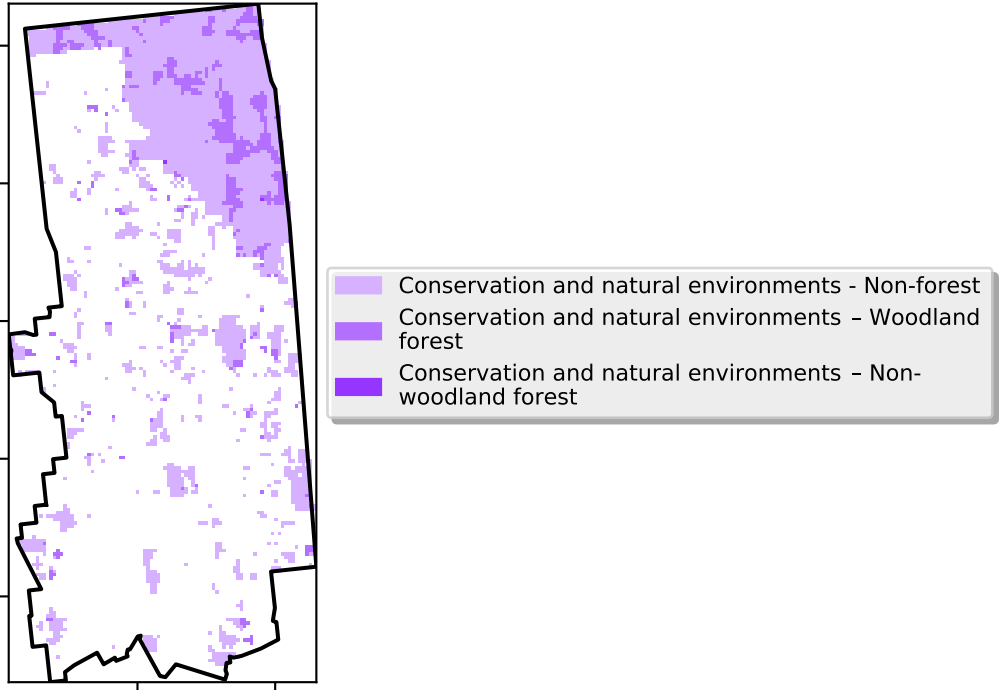 Conservation and natural environments - Non-forest
Conservation and natural environments – Woodland
forest
Conservation and natural environments – Non-
woodland forest